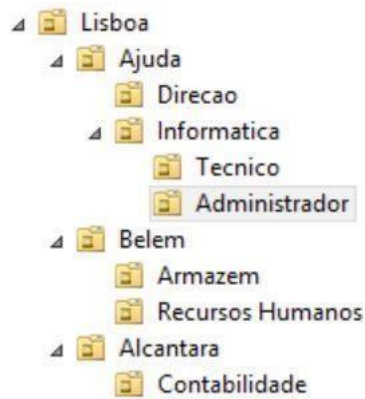 Lisboa
Ajuda
Direcao
Informatica
Tecnico
Administrador
Belem
Armazem
Recursos Humanos
Alcantara
Contabilidade